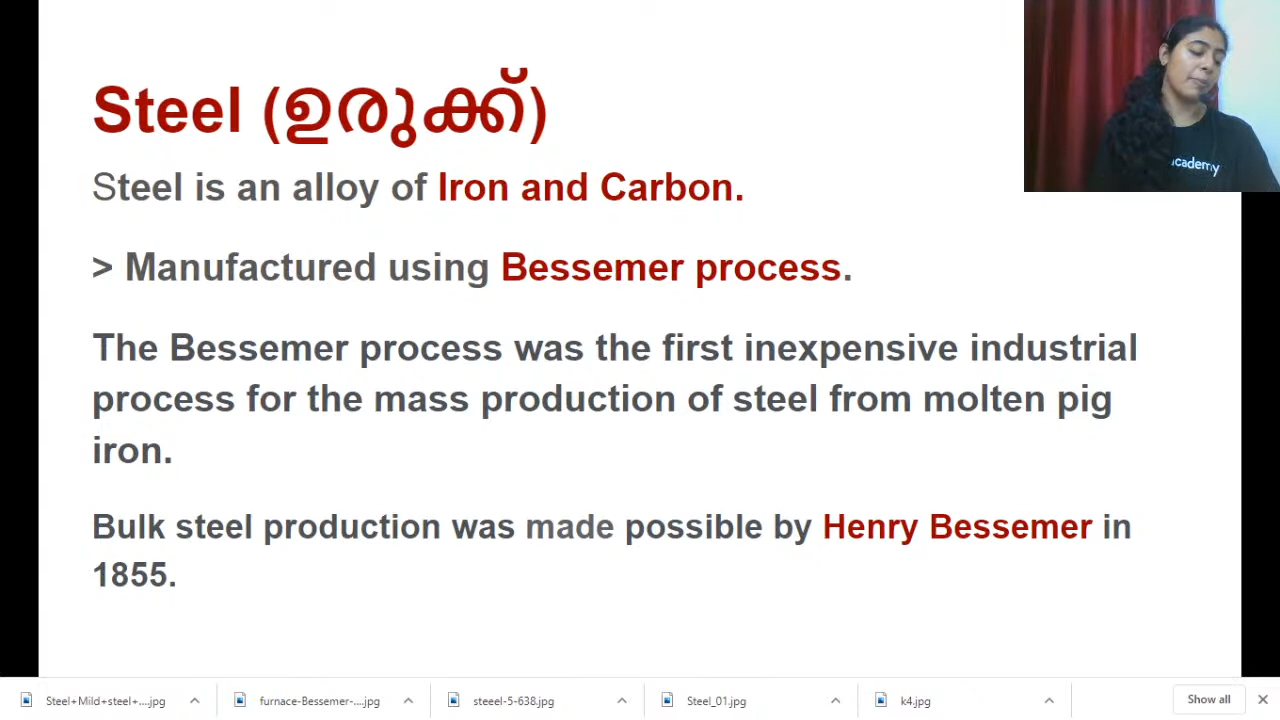 Steel (ഉരുക്ക്)
Steel is an alloy of Iron and Carbon.
> Manufactured using Bessemer process.
The Bessemer process was the first inexpensive industrial
process for the mass production of steel from molten pig
iron.
Bulk steel production was made possible by Henry Bessemer in
1855.
cademy
Steel+Mild+steel+....jpg
furnace-Bessemer-....jpg
steeel-5-638.jpg
Steel_01.jpg
k4.jpg
Show all